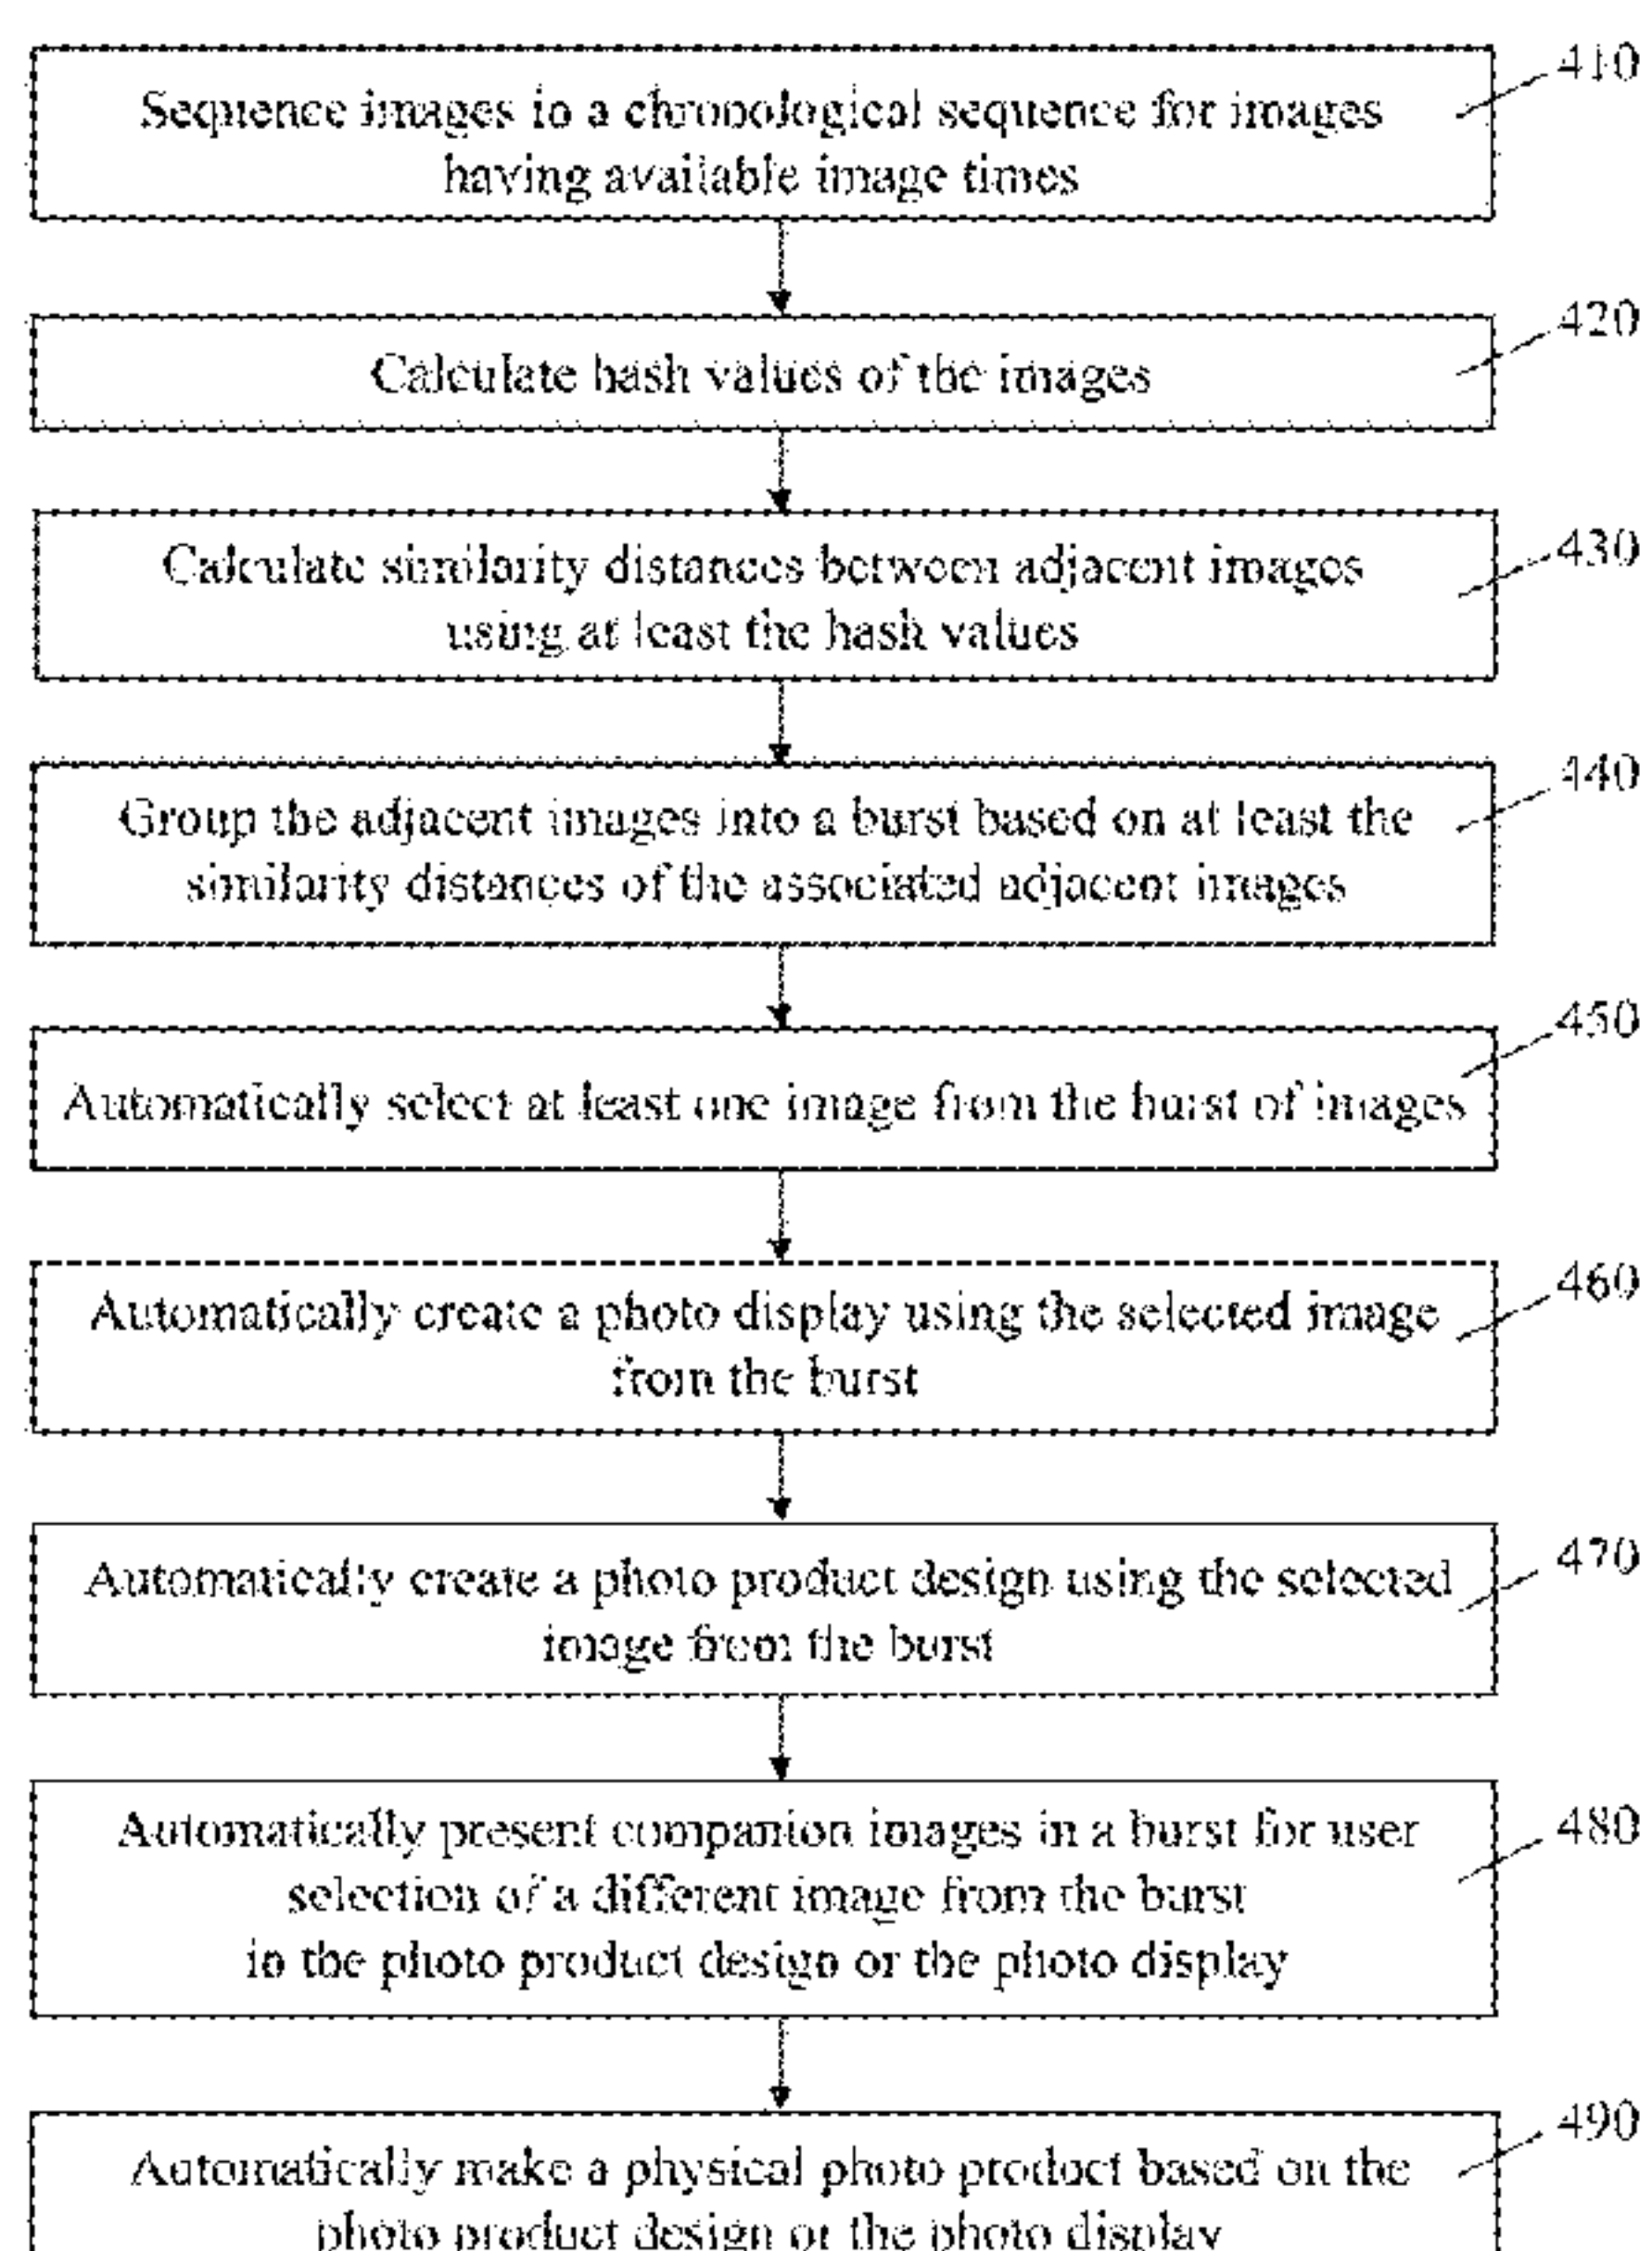 410
Sequence images in a chronological sequence for images
having available image times
420
Calculate hash values of the images
430
Calculate similarity distances between adjacent images
using at least the hash values
440
Group the adjacent images into a burst based on at least the
similarity distances of the associated adjacent images
450
Automatically select at least one image from the burst of images
460
Automatically create a photo display using the selected image
from the burst
470
Automatically create a photo product design using the selected
image from the burst
480
Automatically present companion images in a burst for user
selection of a different image from the burst
in the photo product design or the photo display
490
Automatically make a physical photo product based on the
photo product design or the photo display